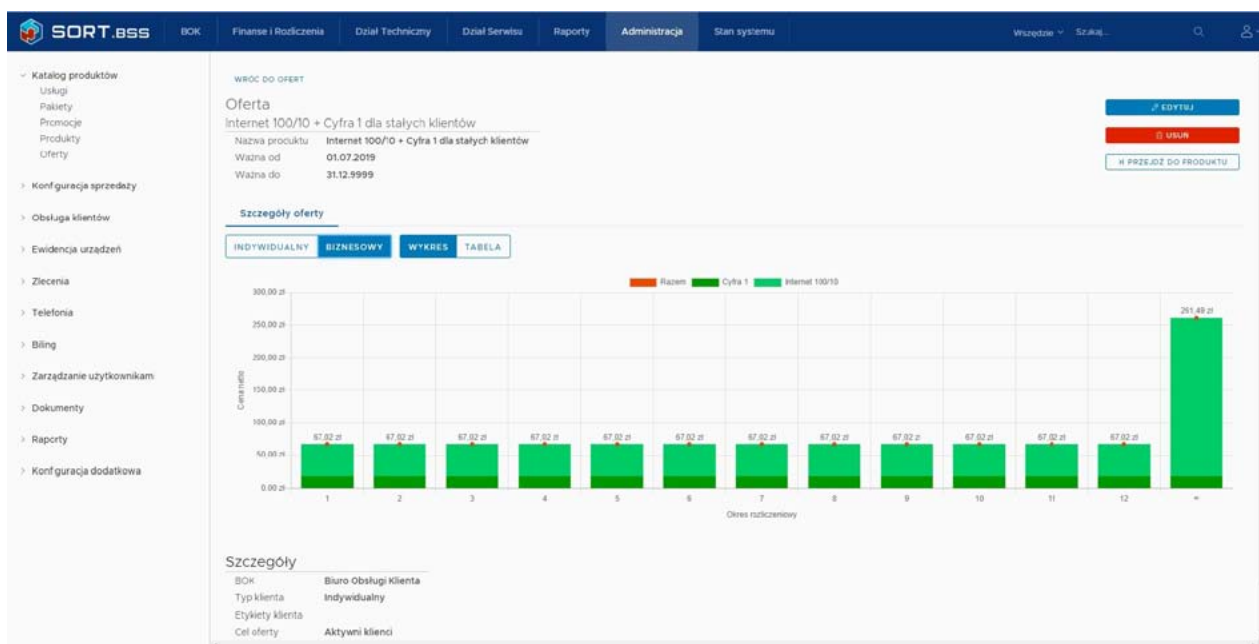 SORT.BSS BOK Finanse i Rozliczenia Dział Techniczny Dział Serwisu Raporty Administracja Stan systemu Wszędzie Szukaj...
Katalog produktów
Usługi
Pakiety
Promocje
Produkty
Oferty
Konfiguracja sprzedaży
Obsługa klientów
Ewidencja urządzeń
Zlecenia
Telefonia
Biling
Zarządzanie użytkownikam
Dokumenty
Raporty
Konfiguracja dodatkowa
WRÓĆ DO OFERT
Oferta
Internet 100/10 + Cyfra 1 dla stałych klientów
Nazwa produktu Internet 100/10 + Cyfra 1 dla stałych klientów
Ważna od 01.07.2019
Ważna do 31.12.9999
EDYTUJ
USUŃ
PRZEJDŹ DO PRODUKTU
Szczegóły oferty
INDYWIDUALNY BIZNESOWY WYKRES TABELA
Razem Cyfra 1 Internet 100/10
300,00 zł
250,00 zł
200,00 zł
150,00 zł
100,00 zł
50,00 zł
0,00 zł
Cena netto
67,02 zł 67,02 zł 67,02 zł 67,02 zł 67,02 zł 67,02 zł 67,02 zł 67,02 zł 67,02 zł 67,02 zł 67,02 zł 67,02 zł 261,49 zł
1 2 3 4 5 6 7 8 9 10 11 12 ∞
Okres rozliczeniowy
Szczegóły
BOK Biuro Obsługi Klienta
Typ klienta Indywidualny
Etykiety klienta
Cel oferty Aktywni klienci